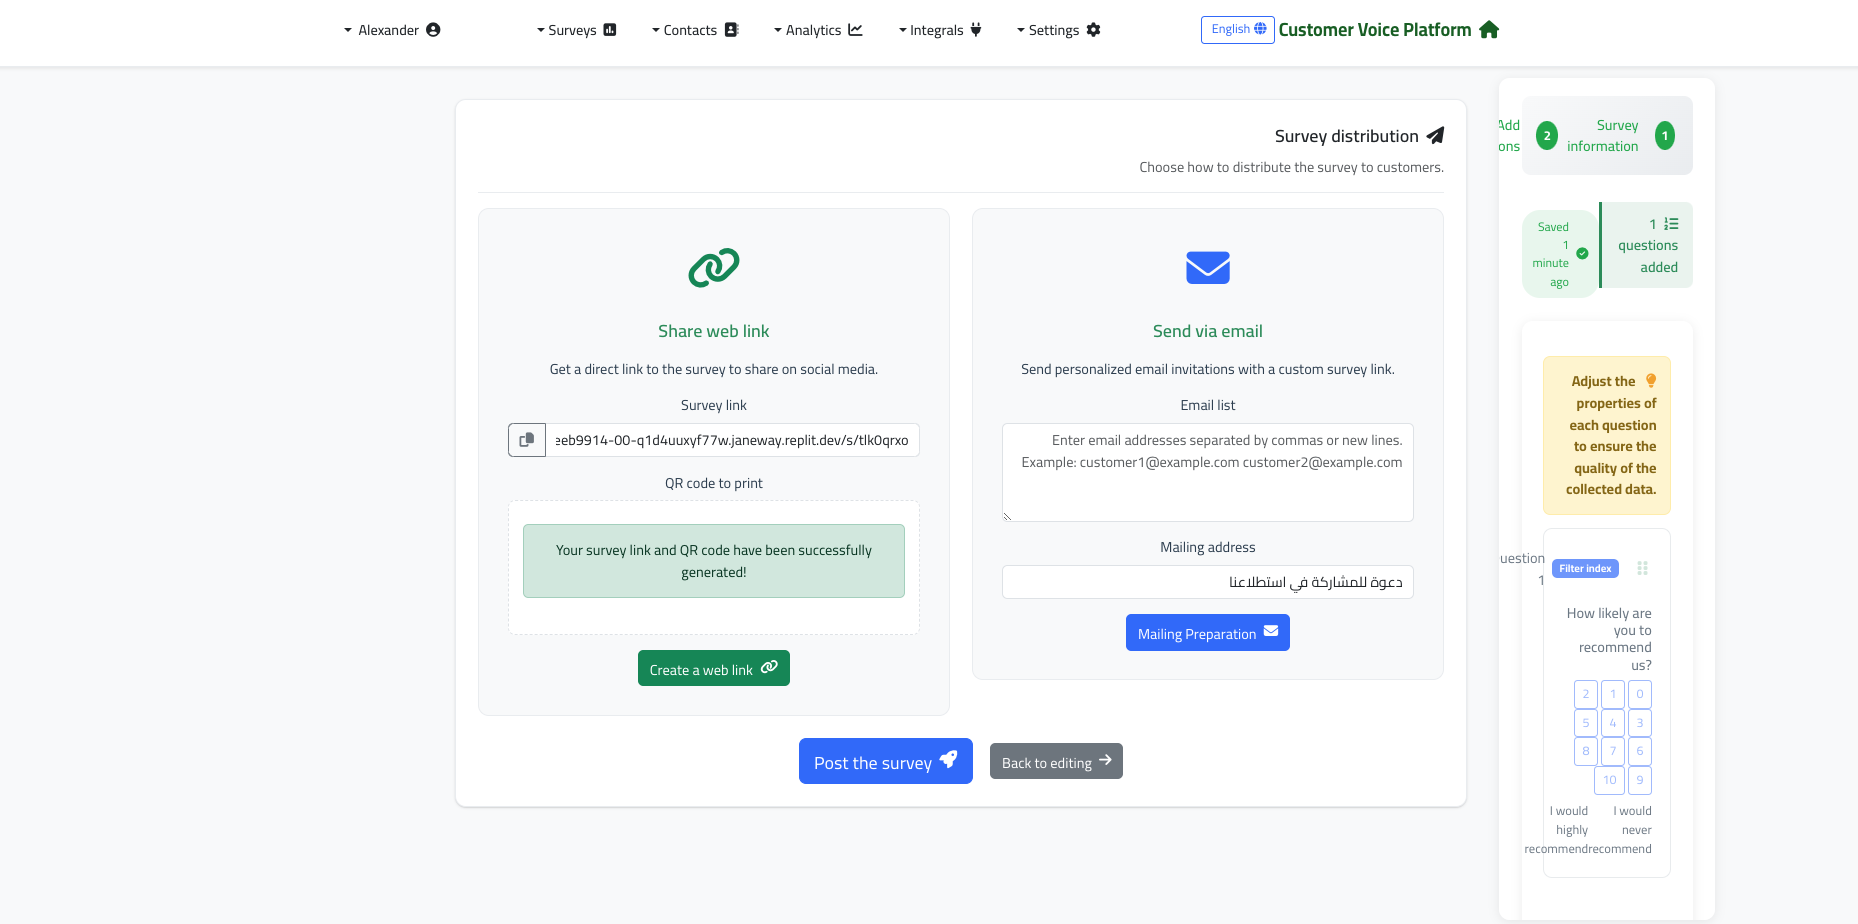 Alexander
Surveys
Contacts
Analytics
Integrals
Settings
English
Customer Voice Platform
Survey distribution
Choose how to distribute the survey to customers.
Share web link
Get a direct link to the survey to share on social media.
Survey link
eeb9914-00-q1d4uuxyf77w.janeway.replit.dev/s/tlk0qrxo
QR code to print
Your survey link and QR code have been successfully
generated!
Create a web link
Send via email
Send personalized email invitations with a custom survey link.
Email list
Enter email addresses separated by commas or new lines.
Example: customer1@example.com customer2@example.com
Mailing address
دعوة للمشاركة في استطلاعنا
Mailing Preparation
Post the survey
Back to editing
1
Survey
information
2
Add
ons
1
questions
added
Saved
1
minute
ago
Adjust the
properties of
each question
to ensure the
quality of the
collected data.
Filter index
uestion
1
How likely are
you to
recommend
us?
2 1 0
5 4 3
8 7 6
10 9
I would
highly
recommend
I would
never
recommend